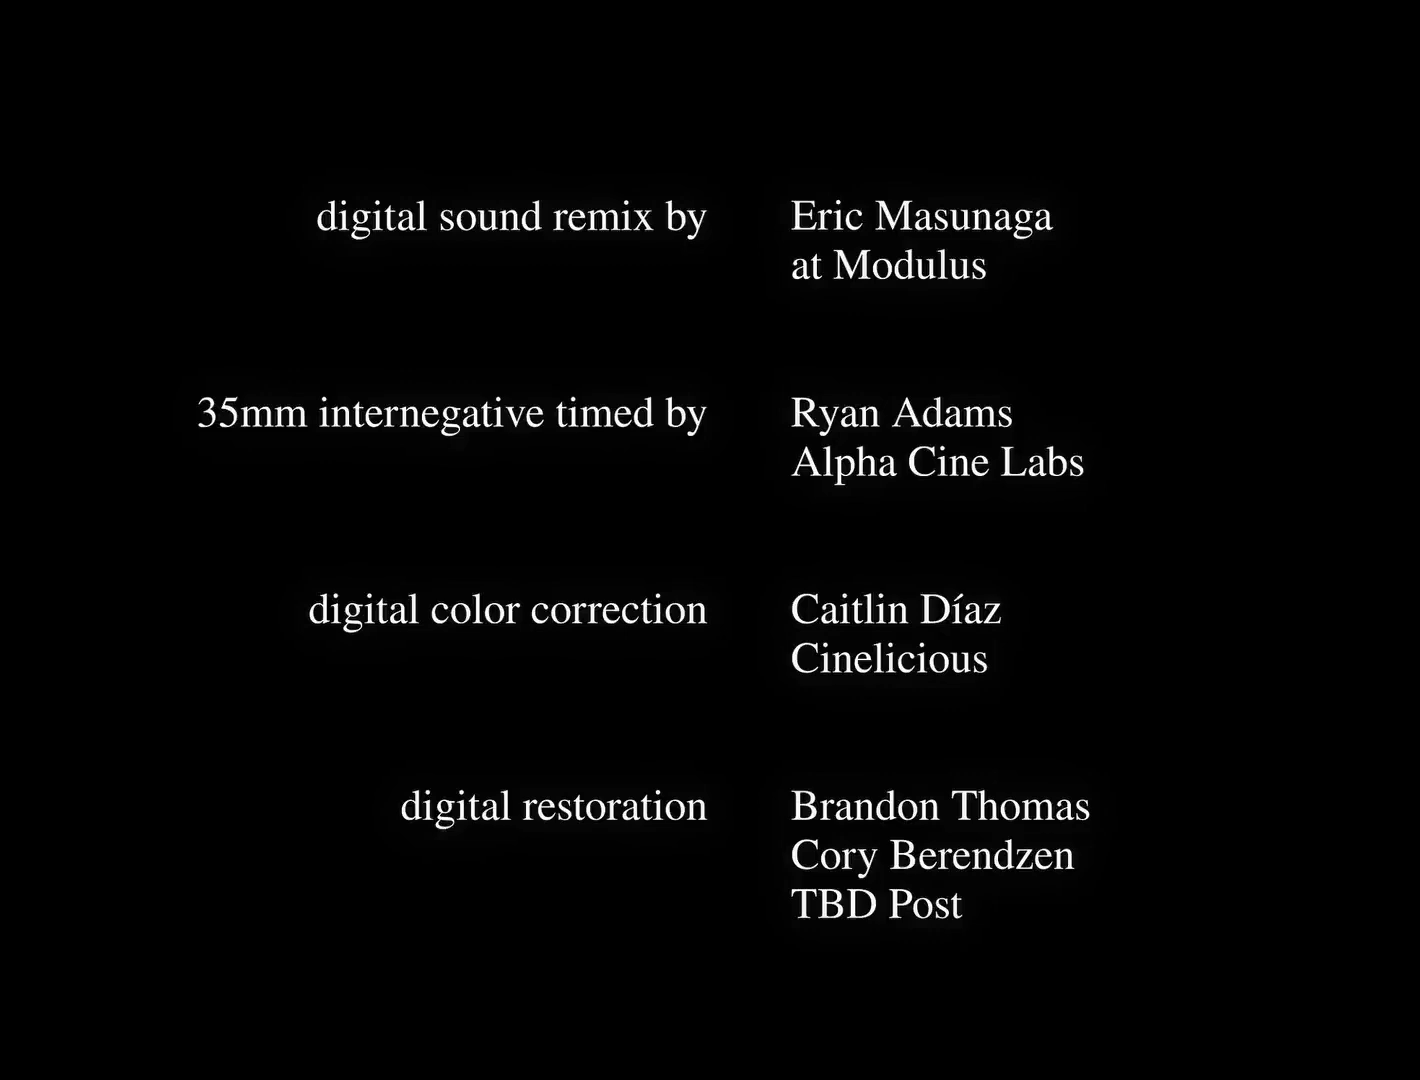 digital sound remix by Eric Masunaga
at Modulus
35mm internegative timed by Ryan Adams
Alpha Cine Labs
digital color correction Caitlin Díaz
Cinelicious
digital restoration Brandon Thomas
Cory Berendzen
TBD Post